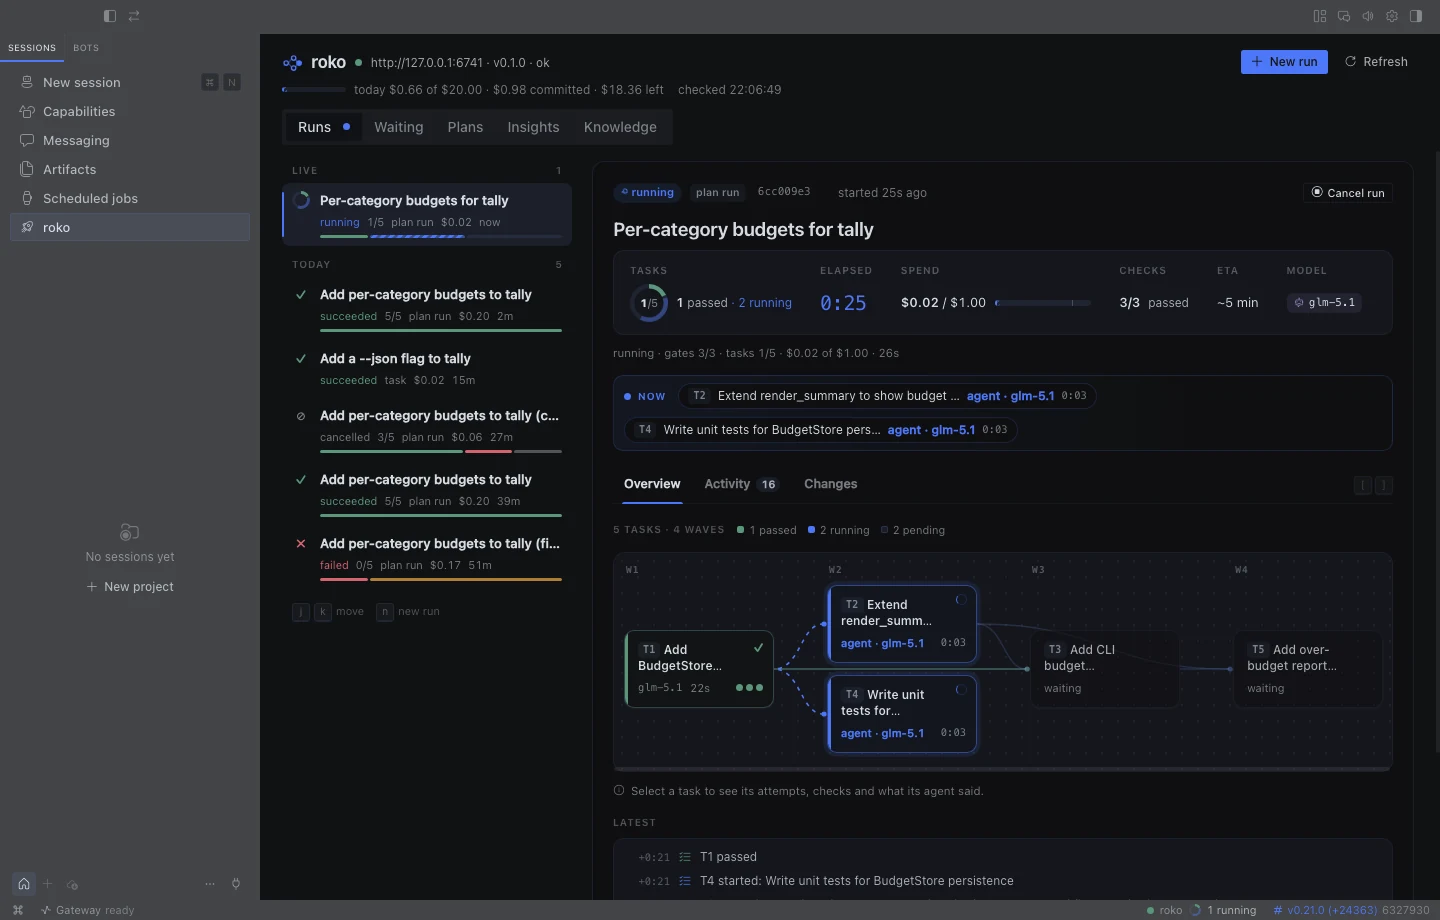 SESSIONS BOTS
New session ⌘ N
Capabilities
Messaging
Artifacts
Scheduled jobs
roko
No sessions yet
+ New project
⌘ Gateway ready
roko http://127.0.0.1:6741 · v0.1.0 · ok
+ New run Refresh
today $0.66 of $20.00 · $0.98 committed · $18.36 left checked 22:06:49
Runs Waiting Plans Insights Knowledge
LIVE 1
Per-category budgets for tally
running 1/5 plan run $0.02 now
TODAY 5
Add per-category budgets to tally
succeeded 5/5 plan run $0.20 2m
Add a --json flag to tally
succeeded task $0.02 15m
Add per-category budgets to tally (c...
cancelled 3/5 plan run $0.06 27m
Add per-category budgets to tally
succeeded 5/5 plan run $0.20 39m
Add per-category budgets to tally (fi...
failed 0/5 plan run $0.17 51m
j k move n new run
running plan run 6cc009e3 started 25s ago Cancel run
Per-category budgets for tally
TASKS ELAPSED SPEND CHECKS ETA MODEL
1/5 1 passed · 2 running 0:25 $0.02 / $1.00 3/3 passed ~5 min glm-5.1
running · gates 3/3 · tasks 1/5 · $0.02 of $1.00 · 26s
NOW T2 Extend render_summary to show budget ... agent · glm-5.1 0:03
T4 Write unit tests for BudgetStore pers... agent · glm-5.1 0:03
Overview Activity 16 Changes [ ]
5 TASKS · 4 WAVES 1 passed 2 running 2 pending
W1 W2 W3 W4
T1 Add
BudgetStore...
glm-5.1 22s
T2 Extend
render_summ...
agent · glm-5.1 0:03
T4 Write unit
tests for...
agent · glm-5.1 0:03
T3 Add CLI
budget...
waiting
T5 Add over-
budget report...
waiting
Select a task to see its attempts, checks and what its agent said.
LATEST
+0:21 T1 passed
+0:21 T4 started: Write unit tests for BudgetStore persistence
roko 1 running # v0.21.0 (+24363) 6327930